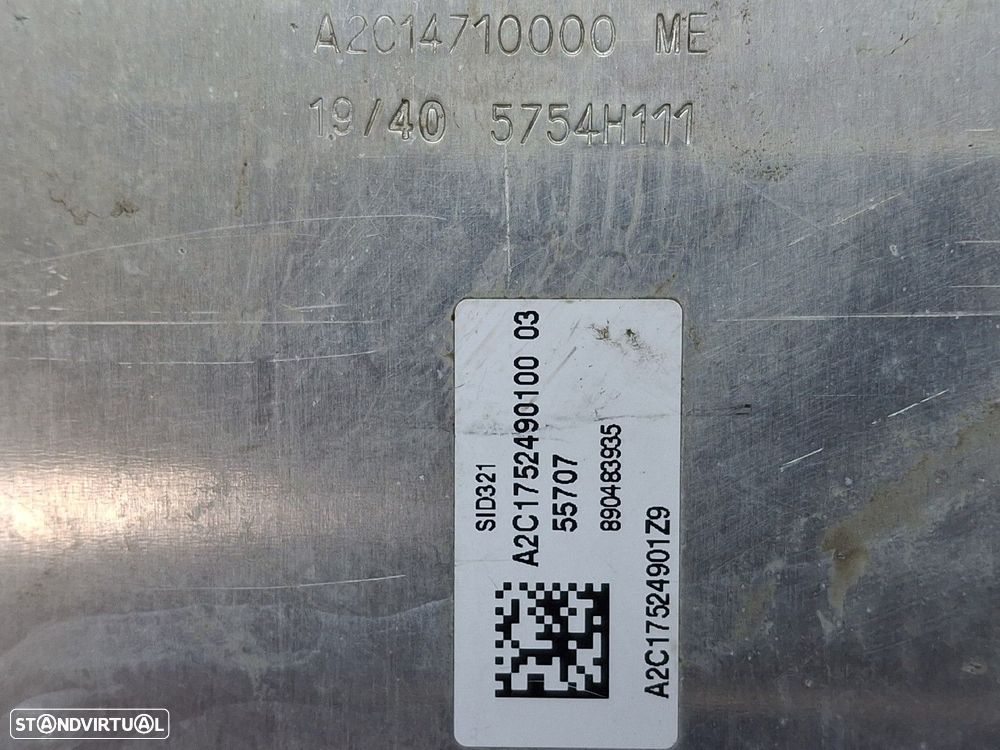 A2C14710000 ME
19/40 5754H111
SID321
A2C1752490100 03
55707
890483935
A2C17524901Z9
STANDVIRTUAL